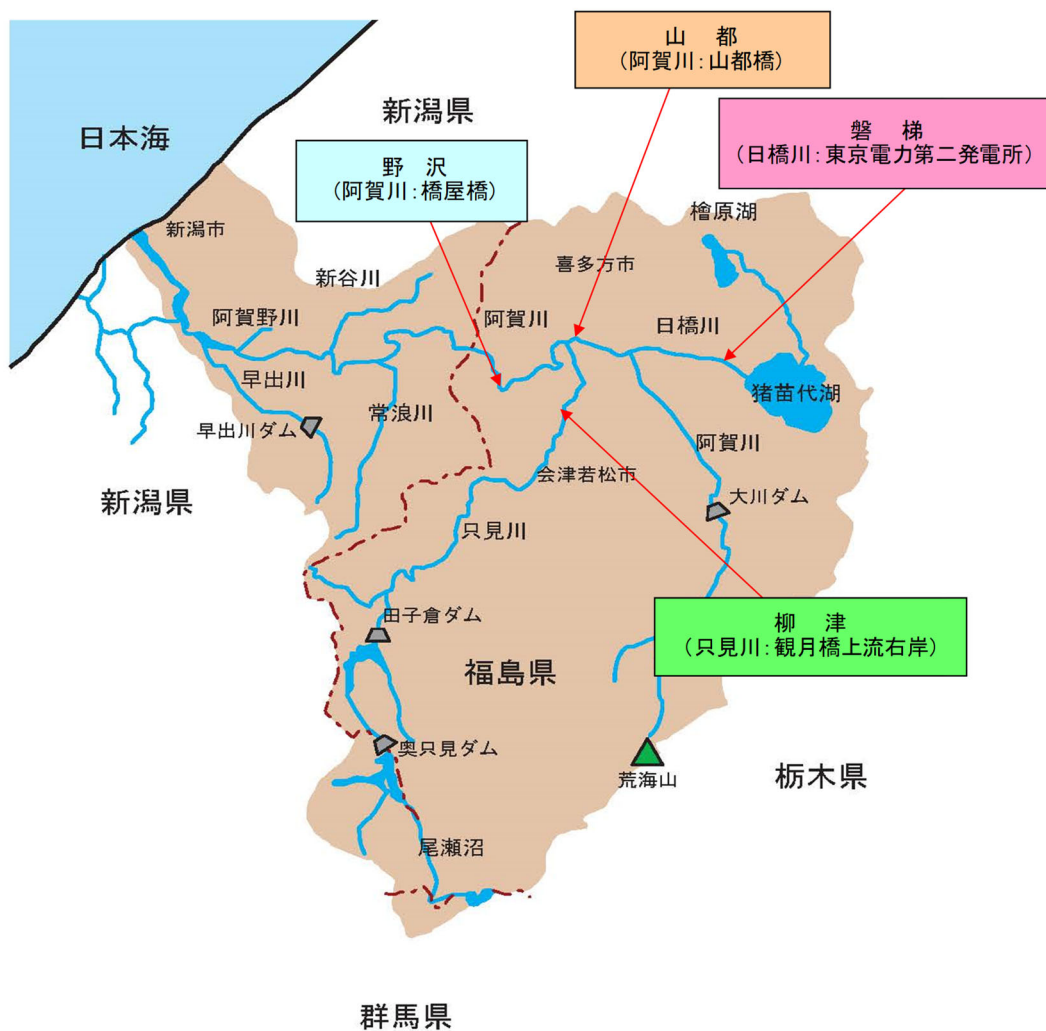 山　都
（阿賀川：山都橋）
新潟県
磐　梯
（日橋川：東京電力第二発電所）
日本海
野　沢
（阿賀川：橋屋橋）
檜原湖
新潟市
喜多方市
新谷川
阿賀野川
阿賀川
日橋川
早出川
猪苗代湖
常浪川
早出川ダム
阿賀川
会津若松市
新潟県
大川ダム
只見川
田子倉ダム
柳　津
（只見川：観月橋上流右岸）
福島県
奥只見ダム
荒海山
栃木県
尾瀬沼
群馬県